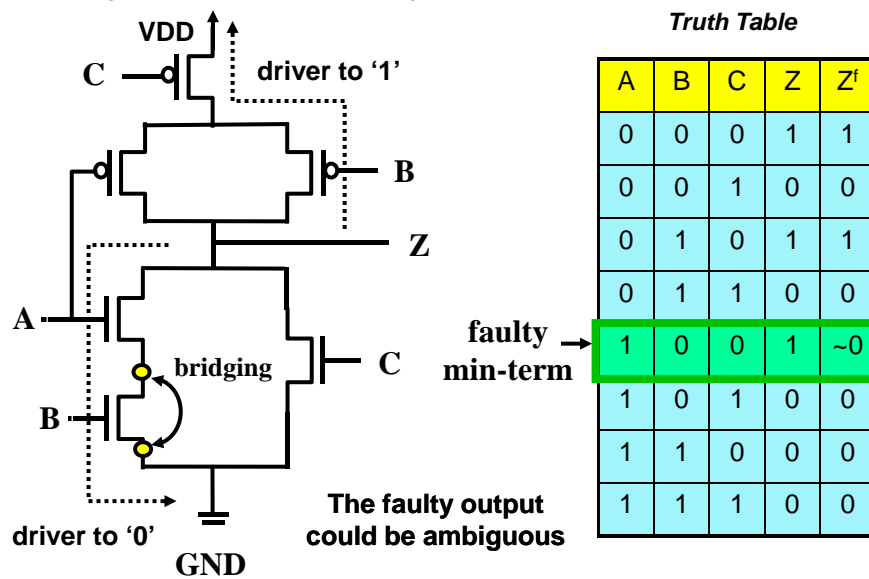 VDD
C
driver to ‘1’
B
Z
A
bridging
B
C
driver to ‘0’
GND
The faulty output
could be ambiguous
faulty
min-term
Truth Table
A B C Z Zf
0 0 0 1 1
0 0 1 0 0
0 1 0 1 1
0 1 1 0 0
1 0 0 1 ~0
1 0 1 0 0
1 1 0 0 0
1 1 1 0 0